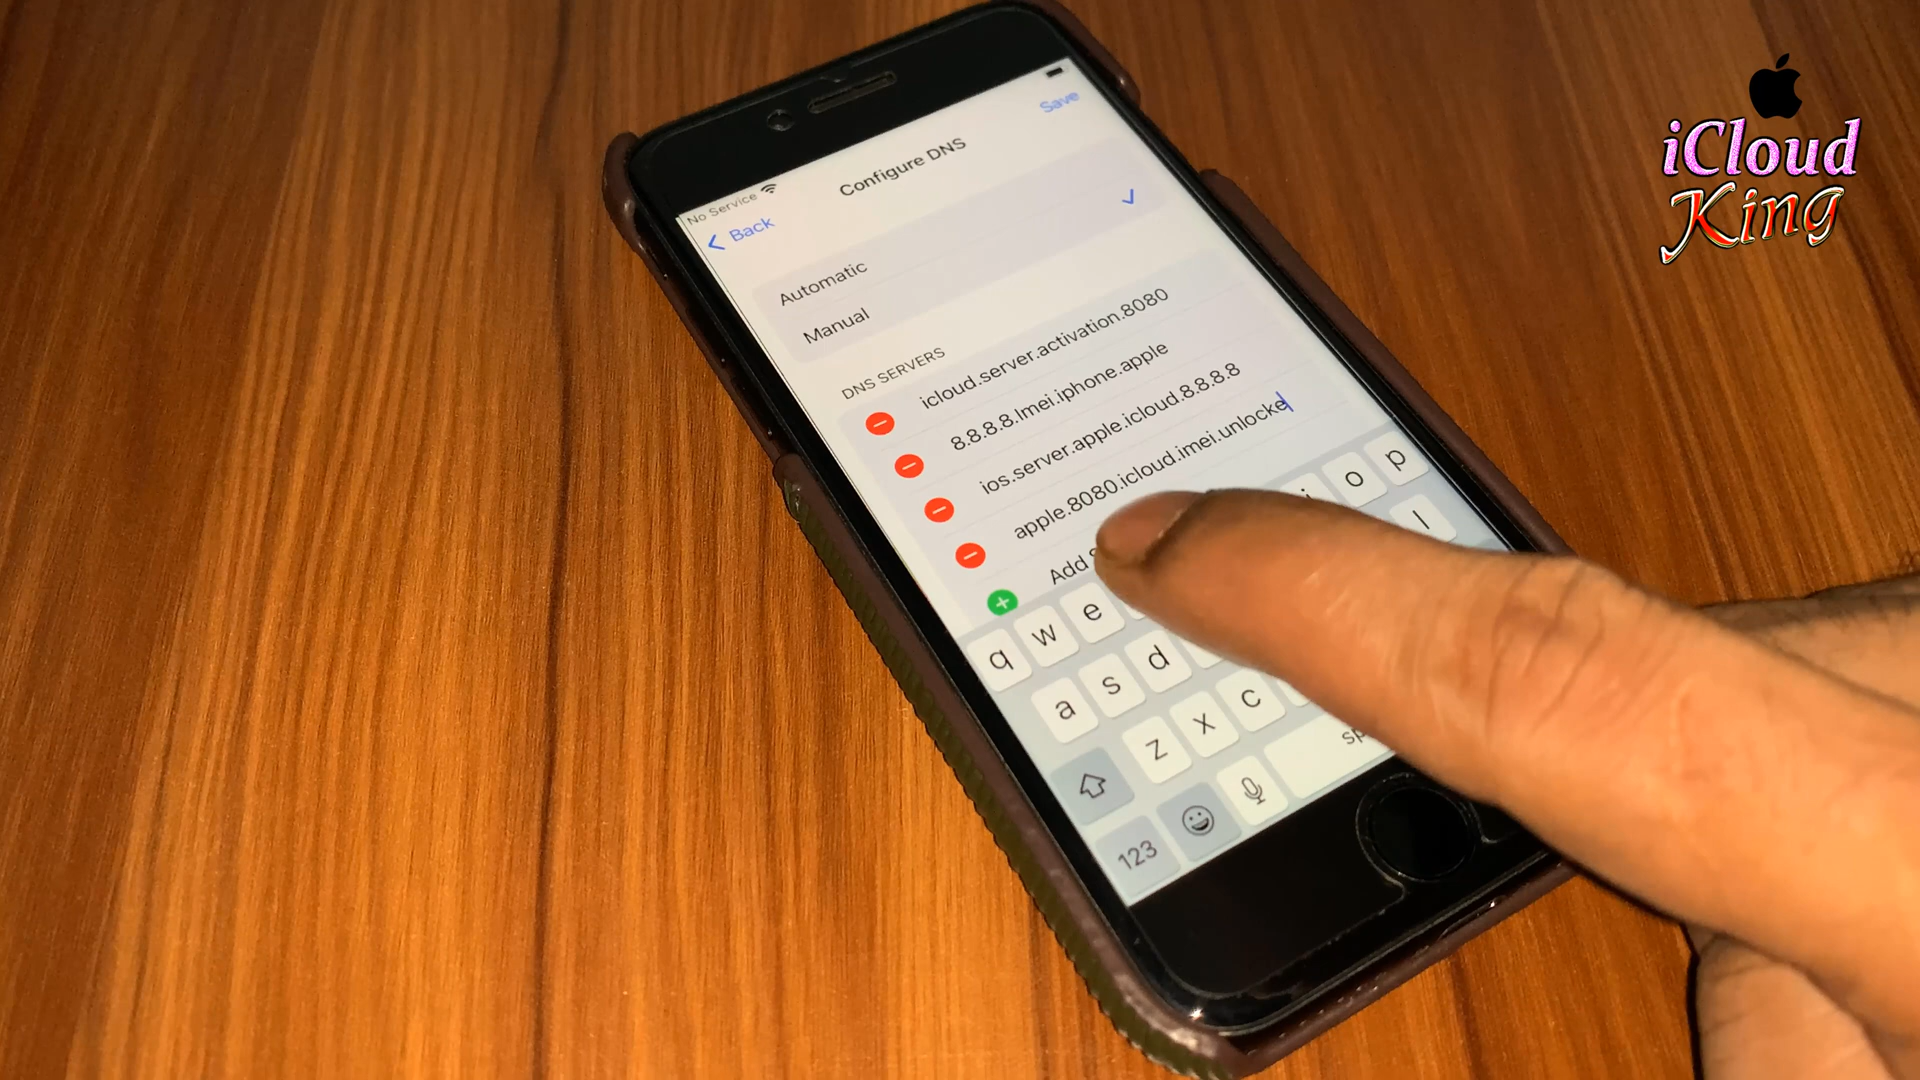 iCloud
King
No Service
Save
Back
Configure DNS
Automatic
Manual
DNS SERVERS
icloud.server.activation.8080
8.8.8.8.Imei.iphone.apple
ios.server.apple.icloud.8.8.8.8
apple.8080.icloud.imei.unlocke
Add
q w e i o p
a s d l
z x c
123